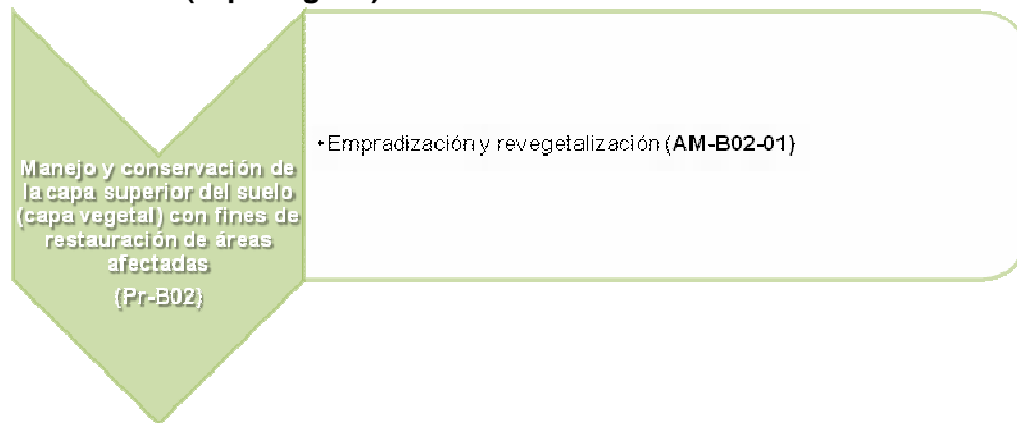 Manejo y conservación de
la capa superior del suelo
(capa vegetal) con fines de
restauración de áreas
afectadas
(Pr-B02)
•Empradización y revegetalización (AM-B02-01)